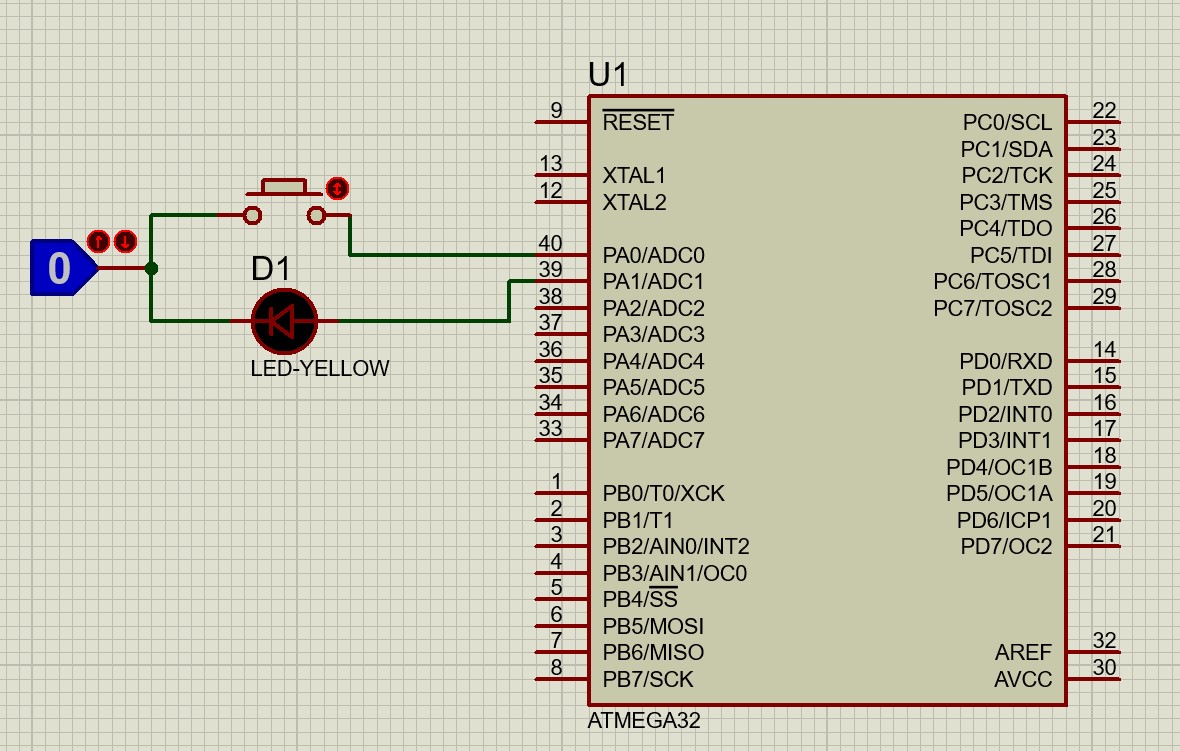 U1
9 RESET PC0/SCL 22
PC1/SDA 23
13 XTAL1 PC2/TCK 24
12 XTAL2 PC3/TMS 25
PC4/TDO 26
40 PA0/ADC0 PC5/TDI 27
39 PA1/ADC1 PC6/TOSC1 28
38 PA2/ADC2 PC7/TOSC2 29
37 PA3/ADC3
36 PA4/ADC4 PD0/RXD 14
35 PA5/ADC5 PD1/TXD 15
34 PA6/ADC6 PD2/INT0 16
33 PA7/ADC7 PD3/INT1 17
PD4/OC1B 18
1 PB0/T0/XCK PD5/OC1A 19
2 PB1/T1 PD6/ICP1 20
3 PB2/AIN0/INT2 PD7/OC2 21
4 PB3/AIN1/OC0
5 PB4/SS
6 PB5/MOSI
7 PB6/MISO AREF 32
8 PB7/SCK AVCC 30
ATMEGA32
0
D1
LED-YELLOW